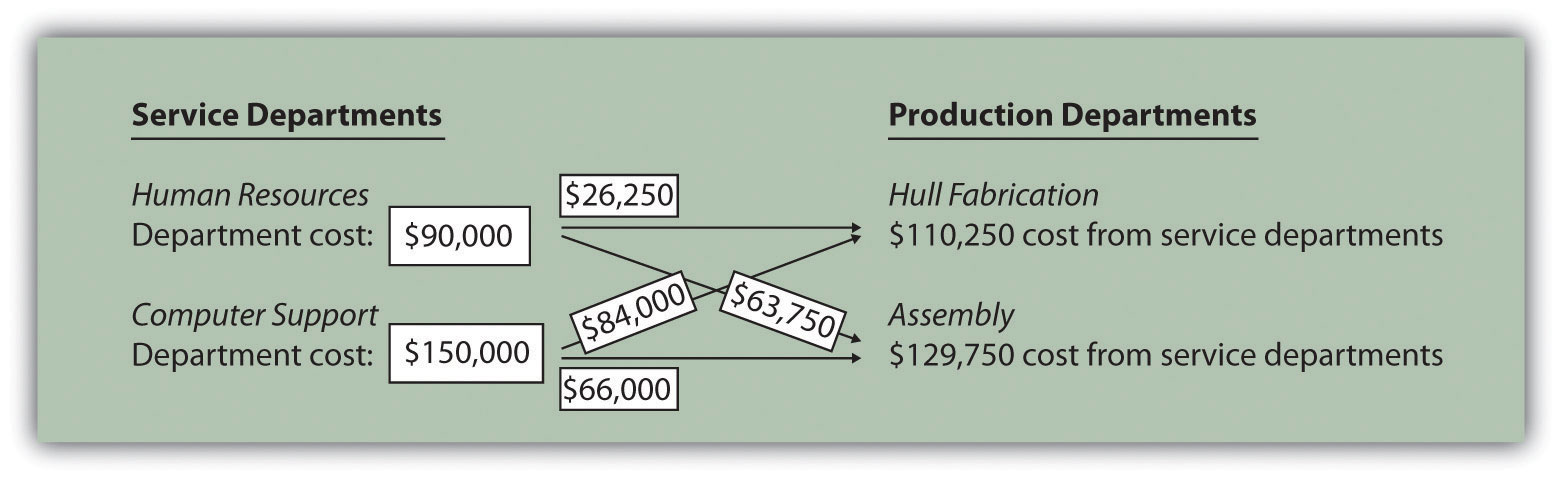 Service Departments
Production Departments
Human Resources
Department cost: $90,000
$26,250
Hull Fabrication
$110,250 cost from service departments
Computer Support
Department cost: $150,000
$84,000
$63,750
$66,000
Assembly
$129,750 cost from service departments